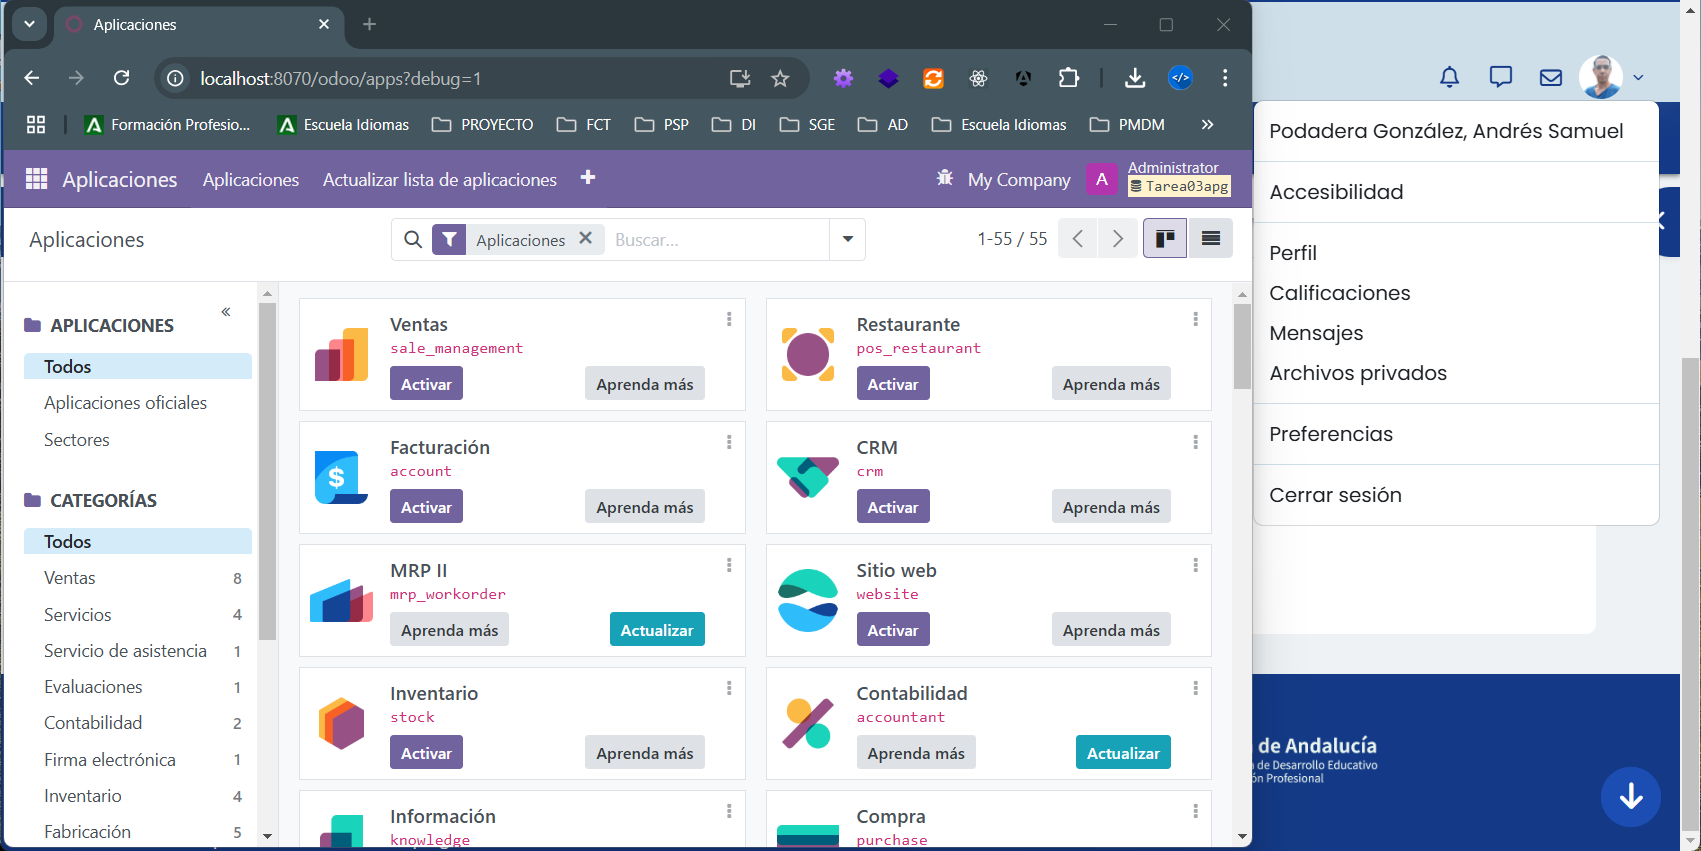 Aplicaciones
localhost:8070/odoo/apps?debug=1
Formación Profesio...
Escuela Idiomas
PROYECTO
FCT
PSP
DI
SGE
AD
Escuela Idiomas
PMDM
»
Aplicaciones
Aplicaciones
Actualizar lista de aplicaciones
My Company
A
Administrator
Tarea03apg
Aplicaciones
Aplicaciones
Buscar...
1-55 / 55
APLICACIONES
Todos
Aplicaciones oficiales
Sectores
CATEGORÍAS
Todos
Ventas 8
Servicios 4
Servicio de asistencia 1
Evaluaciones 1
Contabilidad 2
Firma electrónica 1
Inventario 4
Fabricación 5
Ventas
sale_management
Activar
Aprenda más
Restaurante
pos_restaurant
Activar
Aprenda más
Facturación
account
Activar
Aprenda más
CRM
crm
Activar
Aprenda más
MRP II
mrp_workorder
Aprenda más
Actualizar
Sitio web
website
Activar
Aprenda más
Inventario
stock
Activar
Aprenda más
Contabilidad
accountant
Aprenda más
Actualizar
Información
knowledge
Compra
purchase
Podadera González, Andrés Samuel
Accesibilidad
Perfil
Calificaciones
Mensajes
Archivos privados
Preferencias
Cerrar sesión
de Andalucía
de Desarrollo Educativo
ón Profesional